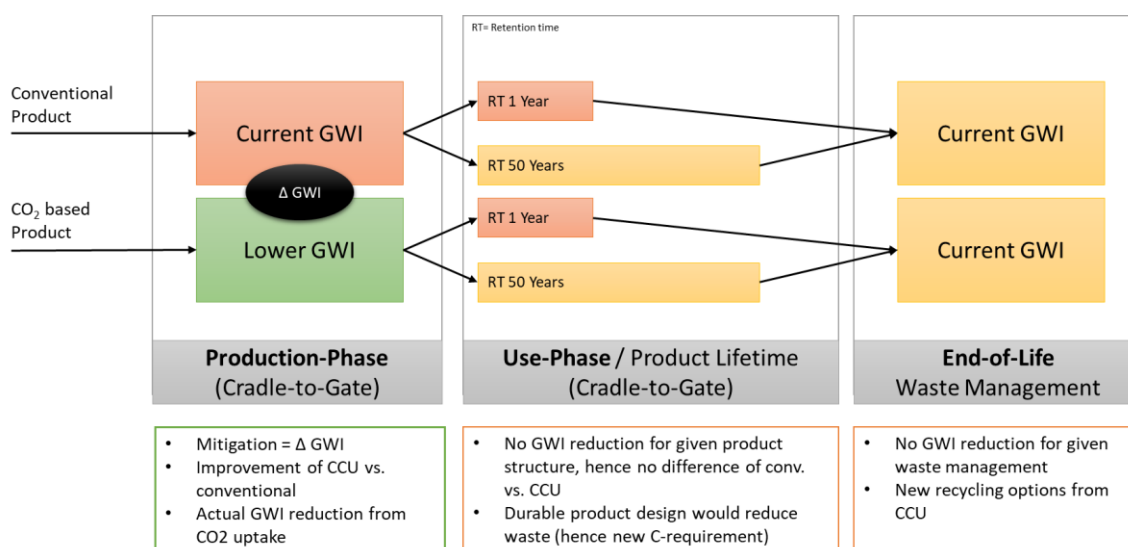 RT= Retention time
Conventional
Product
Current GWI
RT 1 Year
RT 50 Years
Current GWI
Δ GWI
CO₂ based
Product
Lower GWI
RT 1 Year
RT 50 Years
Current GWI
Production-Phase
(Cradle-to-Gate)
Use-Phase / Product Lifetime
(Cradle-to-Gate)
End-of-Life
Waste Management
• Mitigation = Δ GWI
• Improvement of CCU vs.
conventional
• Actual GWI reduction from
CO2 uptake
• No GWI reduction for given product
structure, hence no difference of conv.
vs. CCU
• Durable product design would reduce
waste (hence new C-requirement)
• No GWI reduction for given
waste management
• New recycling options from
CCU